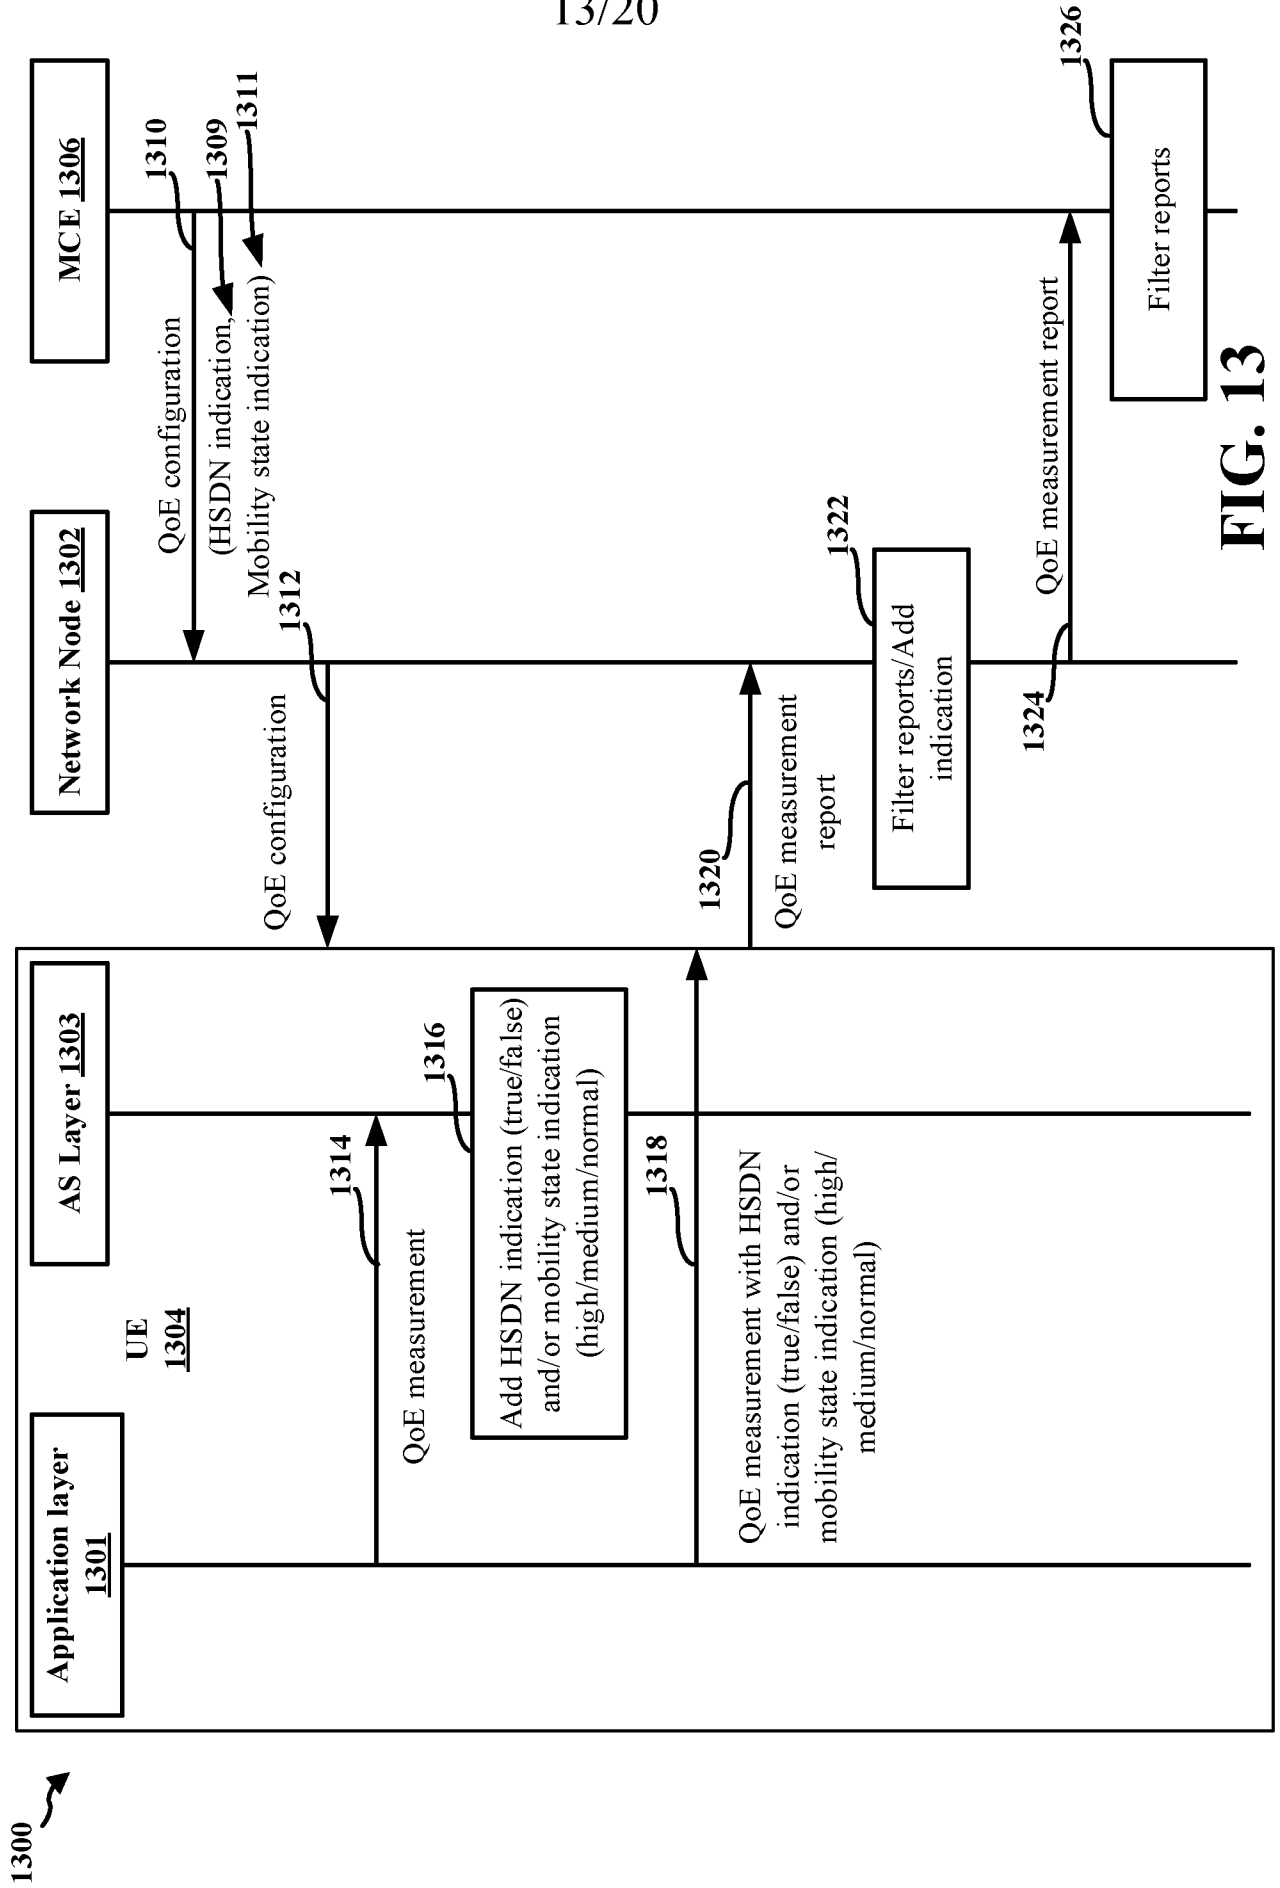 13/20
1300
Application layer
1301
UE
1304
AS Layer 1303
Network Node 1302
MCE 1306
1310
QoE configuration
1309
(HSDN indication,
1311
Mobility state indication)
1312
QoE configuration
1314
QoE measurement
1316
Add HSDN indication (true/false)
and/or mobility state indication
(high/medium/normal)
1318
QoE measurement with HSDN
indication (true/false) and/or
mobility state indication (high/
medium/normal)
1320
QoE measurement
report
1322
Filter reports/Add
indication
1324
QoE measurement report
1326
Filter reports
FIG. 13